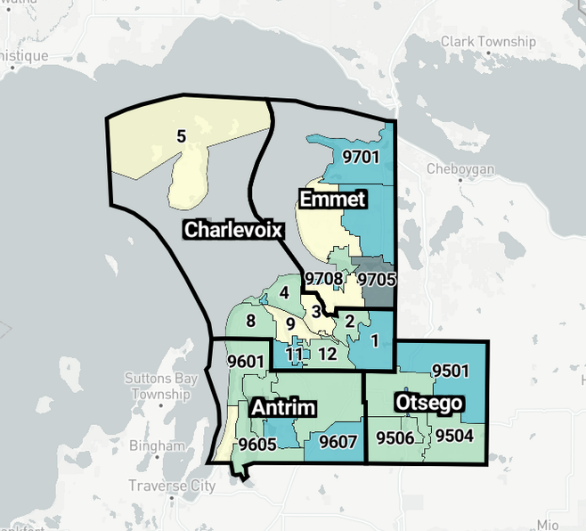 Clark Township
nistique
5
9701
Cheboygan
Emmet
Charlevoix
9708
9705
4
3
8
9
2
1
11
12
9601
9501
Suttons Bay
Township
Antrim
Otsego
Bingham
9605
9607
9506
9504
Traverse City
Mio